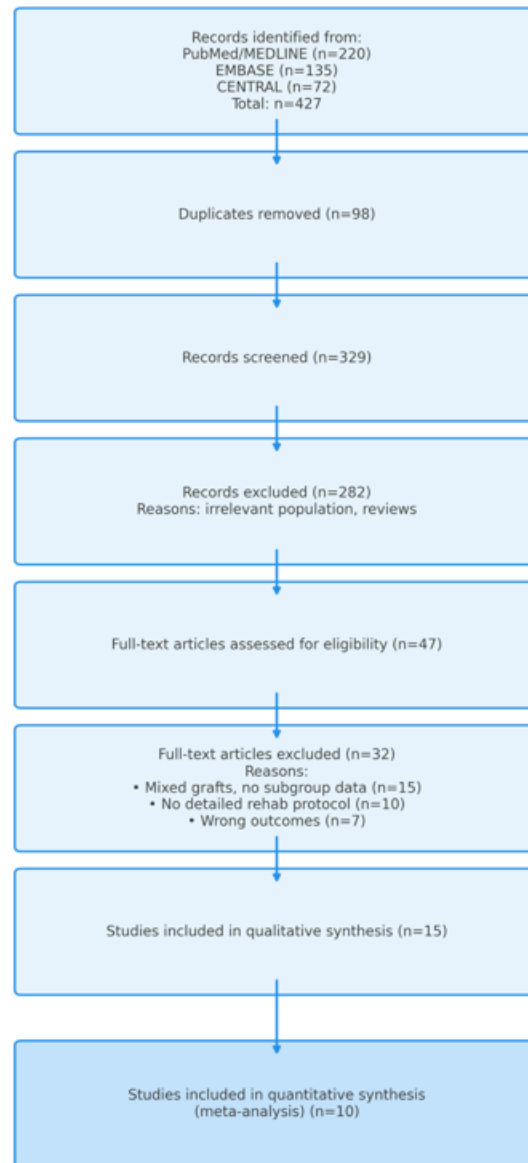 Records identified from:
PubMed/MEDLINE (n=220)
EMBASE (n=135)
CENTRAL (n=72)
Total: n=427
Duplicates removed (n=98)
Records screened (n=329)
Records excluded (n=282)
Reasons: irrelevant population, reviews
Full-text articles assessed for eligibility (n=47)
Full-text articles excluded (n=32)
Reasons:
• Mixed grafts, no subgroup data (n=15)
• No detailed rehab protocol (n=10)
• Wrong outcomes (n=7)
Studies included in qualitative synthesis (n=15)
Studies included in quantitative synthesis
(meta-analysis) (n=10)